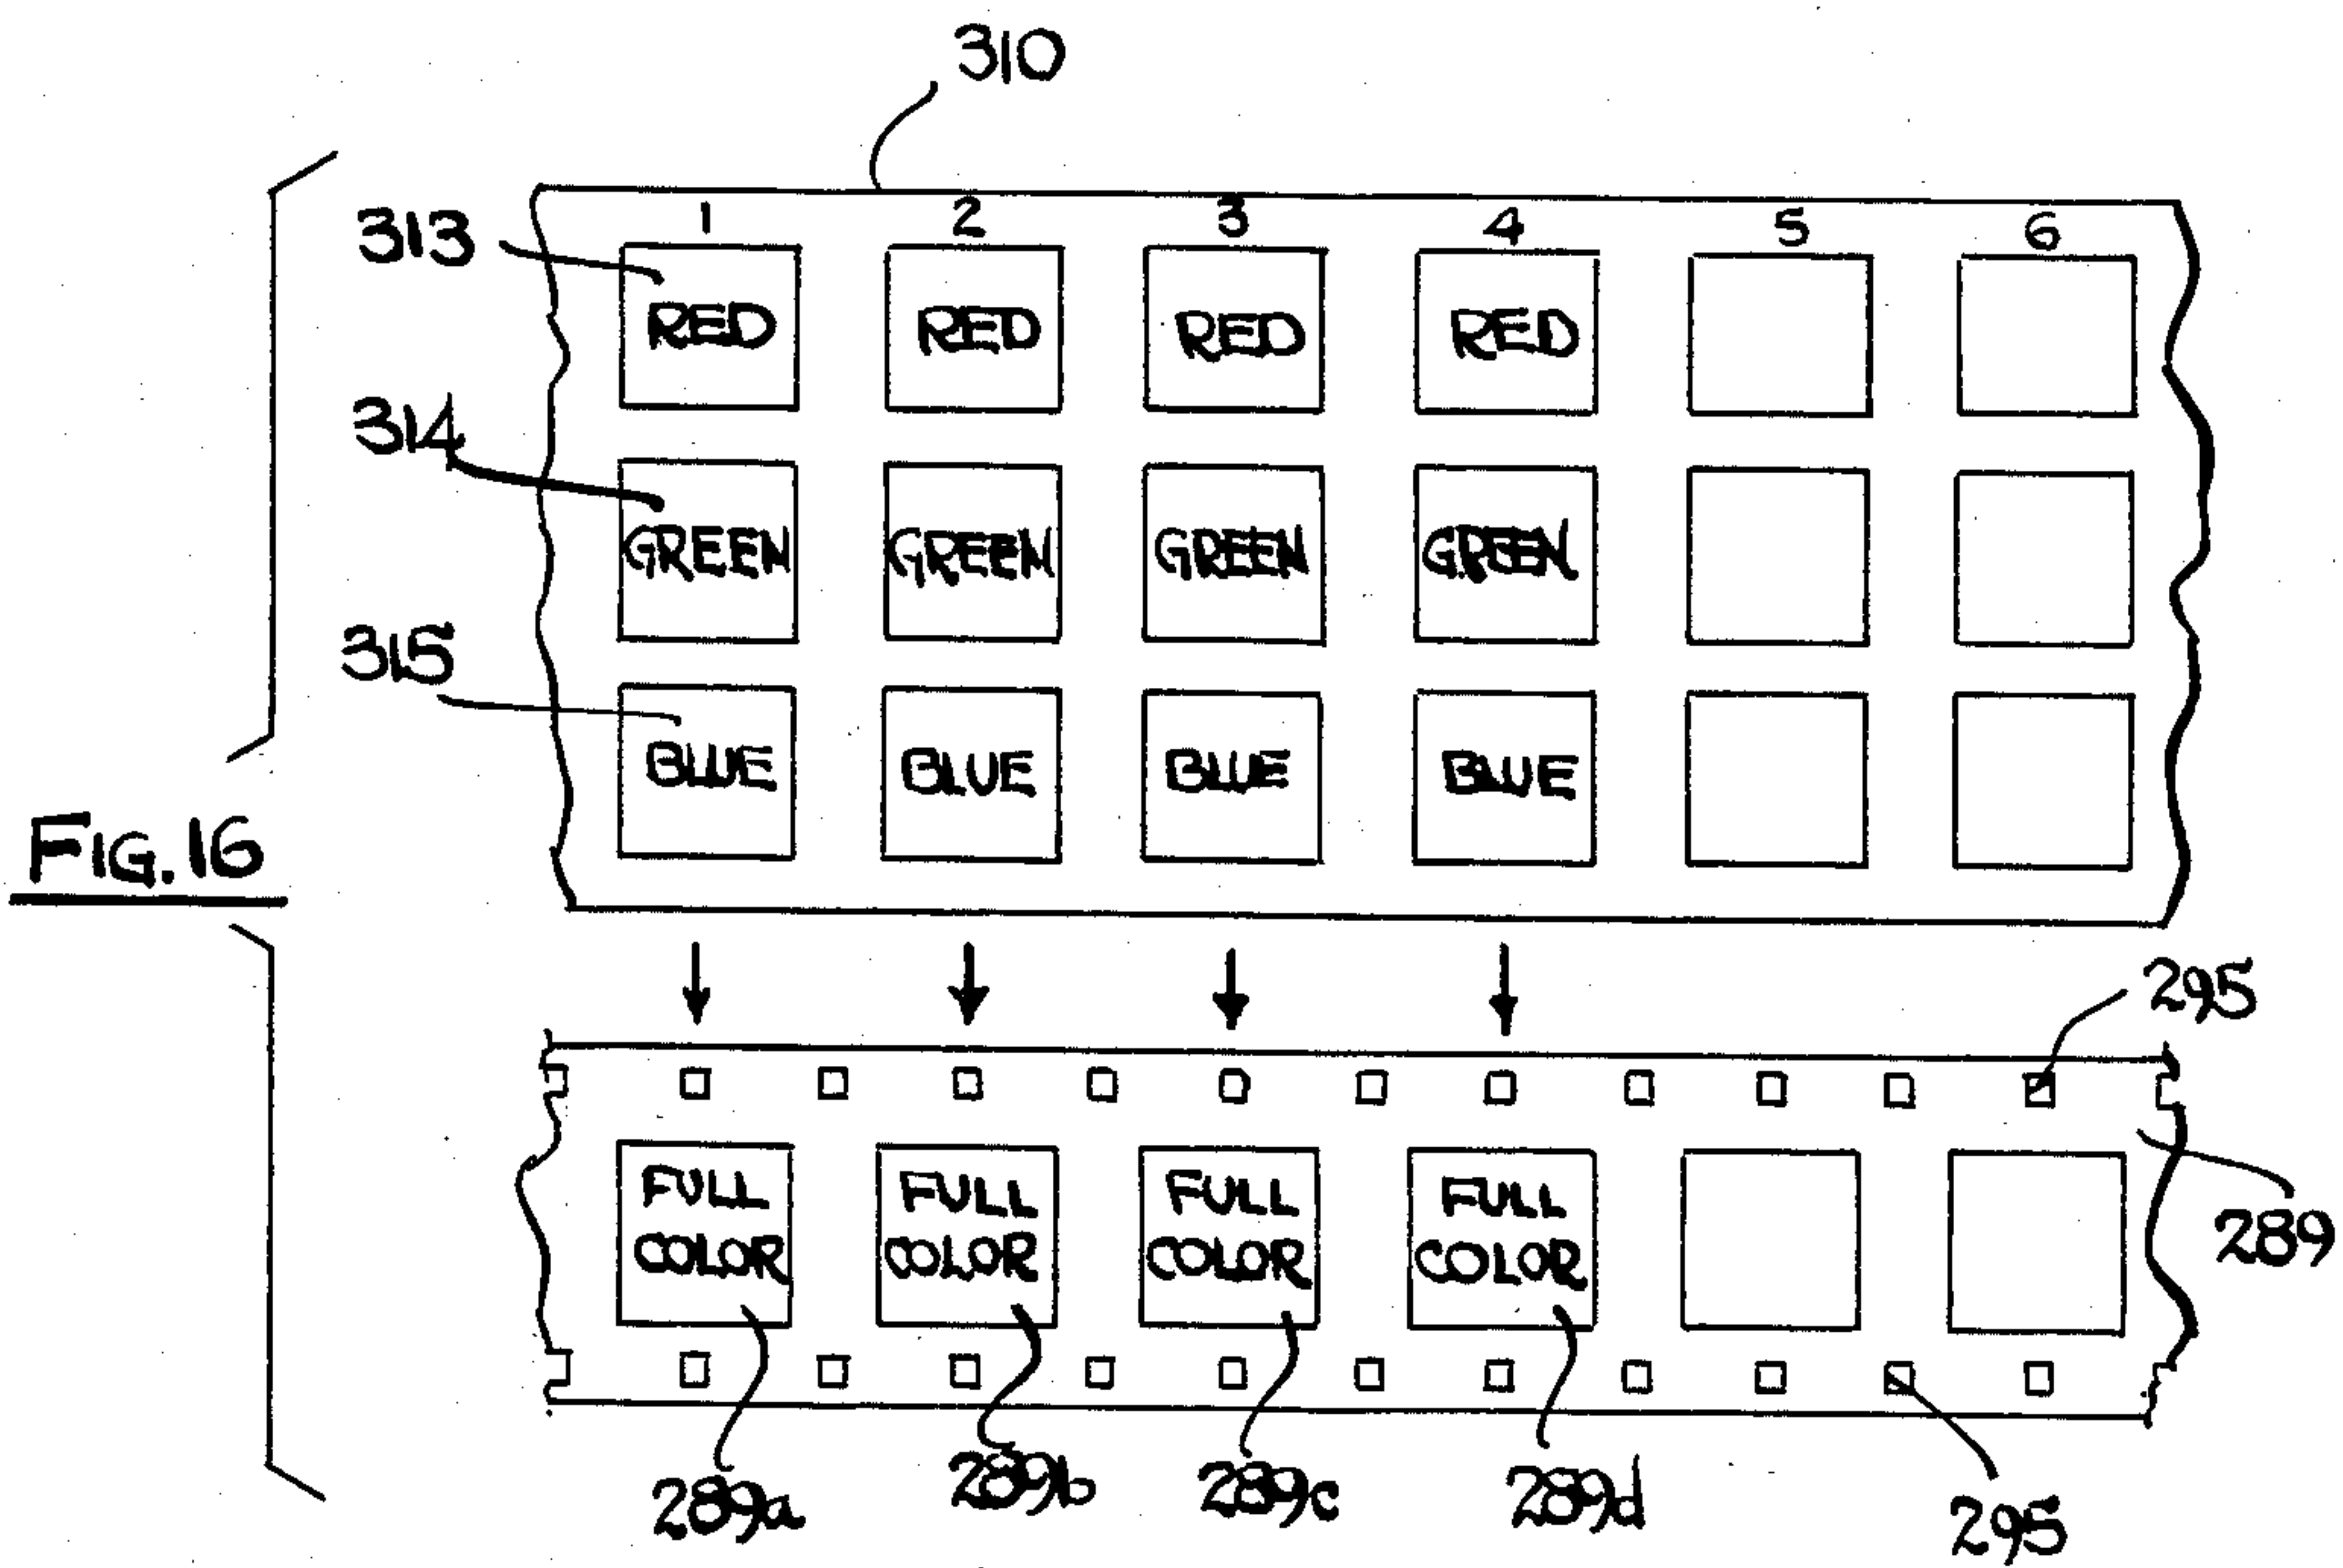 310
1 2 3 4 5 6
313
RED RED RED RED
314
GREEN GREEN GREEN GREEN
315
BLUE BLUE BLUE BLUE
FIG. 16
295
FULL FULL FULL FULL
COLOR COLOR COLOR COLOR
289
289a 289b 289c 289d
295